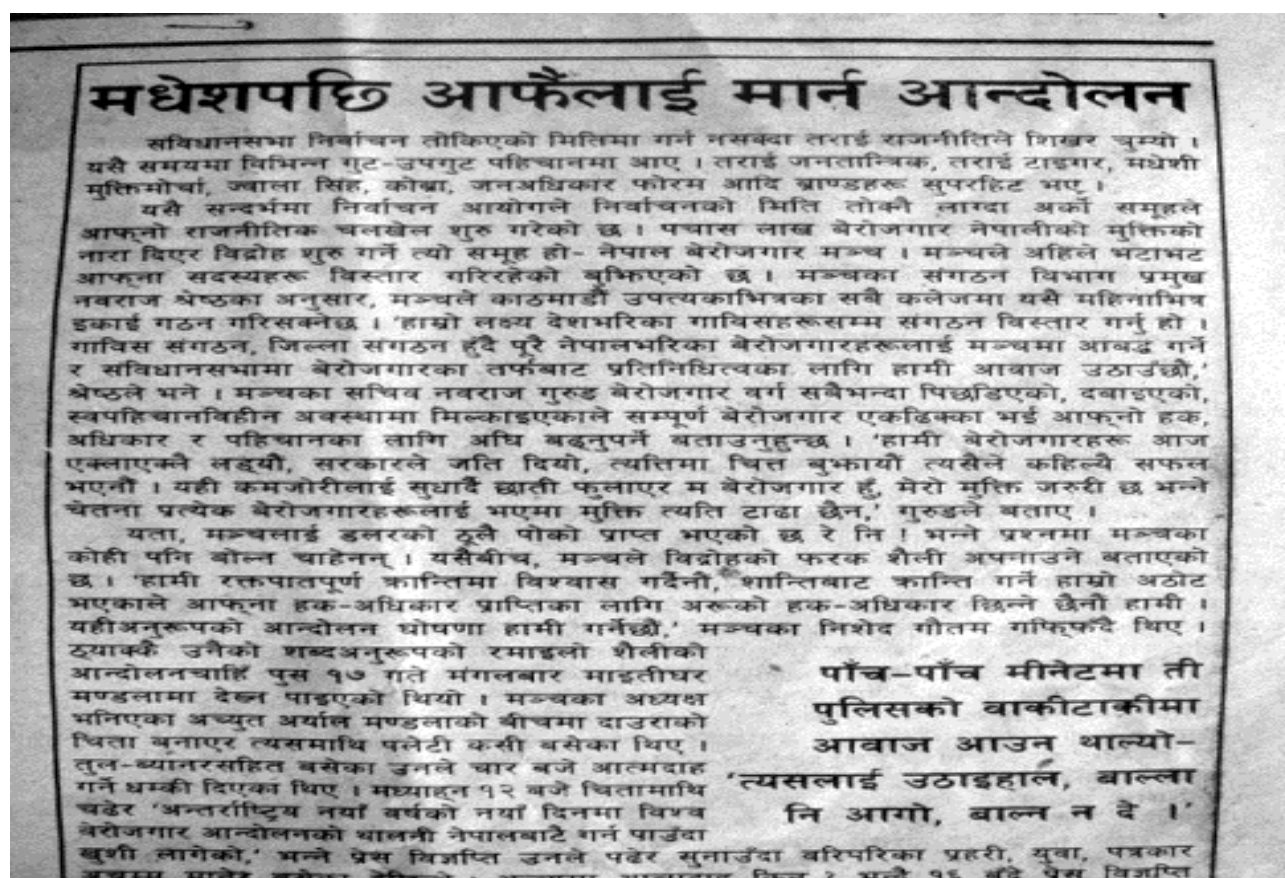 मधेशपछि आफैंलाई मार्न आन्दोलन
संविधानसभा निर्वाचन तोकिएको मितिमा गर्न नसक्दा तराई राजनीतिले शिखर चुम्यो ।
यसै समयमा विभिन्न गुट-उपगुट पहिचानमा आए । तराई जनतान्त्रिक, तराई टाइगर, मधेशी
मुक्तिमोर्चा, ज्वाला सिंह, कोब्रा, जनअधिकार फोरम आदि ब्राण्डहरू सुपरहिट भए ।
यसै सन्दर्भमा निर्वाचन आयोगले निर्वाचनको मिति तोक्नै लाग्दा अर्को समूहले
आफ्नो राजनीतिक चलखेल शुरु गरेको छ । पचास लाख बेरोजगार नेपालीको मुक्तिको
नारा दिएर विद्रोह शुरु गर्ने त्यो समूह हो- नेपाल बेरोजगार मञ्च । मञ्चले अहिले भटाभट
आफ्ना सदस्यहरू विस्तार गरिरहेको बुझिएको छ । मञ्चका संगठन विभाग प्रमुख
नवराज श्रेष्ठका अनुसार, मञ्चले काठमाडौं उपत्यकाभित्रका सबै कलेजमा यसै महिनाभित्र
इकाई गठन गरिसक्नेछ । 'हाम्रो लक्ष्य देशभरिका गाविसहरूसम्म संगठन विस्तार गर्नु हो ।
गाविस संगठन, जिल्ला संगठन हुँदै पूरै नेपालभरिका बेरोजगारहरूलाई मञ्चमा आबद्ध गर्ने
र संविधानसभामा बेरोजगारका तर्फबाट प्रतिनिधित्वका लागि हामी आवाज उठाउँछौं,'
श्रेष्ठले भने । मञ्चका सचिव नवराज गुरुङ बेरोजगार वर्ग सबैभन्दा पिछडिएको, दबाइएको,
स्वपहिचानविहीन अवस्थामा मिल्काइएकाले सम्पूर्ण बेरोजगार एकढिक्का भई आफ्नो हक,
अधिकार र पहिचानका लागि अघि बढ्नुपर्ने बताउनुहुन्छ । 'हामी बेरोजगारहरू आज
एक्लाएक्लै लड्यौं, सरकारले जति दियो, त्यत्तिमा चित्त बुझायौं त्यसैले कहिल्यै सफल
भएनौं । यही कमजोरीलाई सुधार्दै छाती फुलाएर म बेरोजगार हुँ, मेरो मुक्ति जरुरी छ भन्ने
चेतना प्रत्येक बेरोजगारहरूलाई भएमा मुक्ति त्यति टाढा छैन,' गुरुङले बताए ।
यता, मञ्चलाई डलरको ठूलै पोको प्राप्त भएको छ रे नि ! भन्ने प्रश्नमा मञ्चका
कोही पनि बोल्न चाहेनन् । यसैबीच, मञ्चले विद्रोहको फरक शैली अपनाउने बताएको
छ । 'हामी रक्तपातपूर्ण क्रान्तिमा विश्वास गर्दैनौं, शान्तिबाट क्रान्ति गर्ने हाम्रो अठोट
भएकाले आफ्ना हक-अधिकार प्राप्तिका लागि अरूको हक-अधिकार छिन्ने छैनौं हामी ।
यहीअनुरूपको आन्दोलन घोषणा हामी गर्नेछौं,' मञ्चका निशेद गौतम गफ्फिदै थिए ।
ठ्याक्कै उनैको शब्दअनुरूपको रमाइलो शैलीको
आन्दोलनचाहिँ पुस १७ गते मंगलबार माइतीघर
मण्डलामा देख्न पाइएको थियो । मञ्चका अध्यक्ष
भनिएका अच्युत अर्याल मण्डलाको बीचमा दाउराको
चिता बनाएर त्यसमाथि पलेटी कसी बसेका थिए ।
तुल-ब्यानरसहित बसेका उनले चार बजे आत्मदाह
गर्ने धम्की दिएका थिए । मध्याहन १२ बजे चितामाथि
चढेर 'अन्तर्राष्ट्रिय नयाँ वर्षको नयाँ दिनमा विश्व
बेरोजगार आन्दोलनको थालनी नेपालबाटै गर्न पाउँदा
खुशी लागेको,' भन्ने प्रेस विज्ञप्ति उनले पढेर सुनाउँदा वरिपरिका प्रहरी, युवा, पत्रकार
पाँच-पाँच मीनेटमा ती
पुलिसको वाकीटाकीमा
आवाज आउन थाल्यो-
'त्यसलाई उठाइहाल, बाल्ला
नि आगो, बाल्न न दे ।'